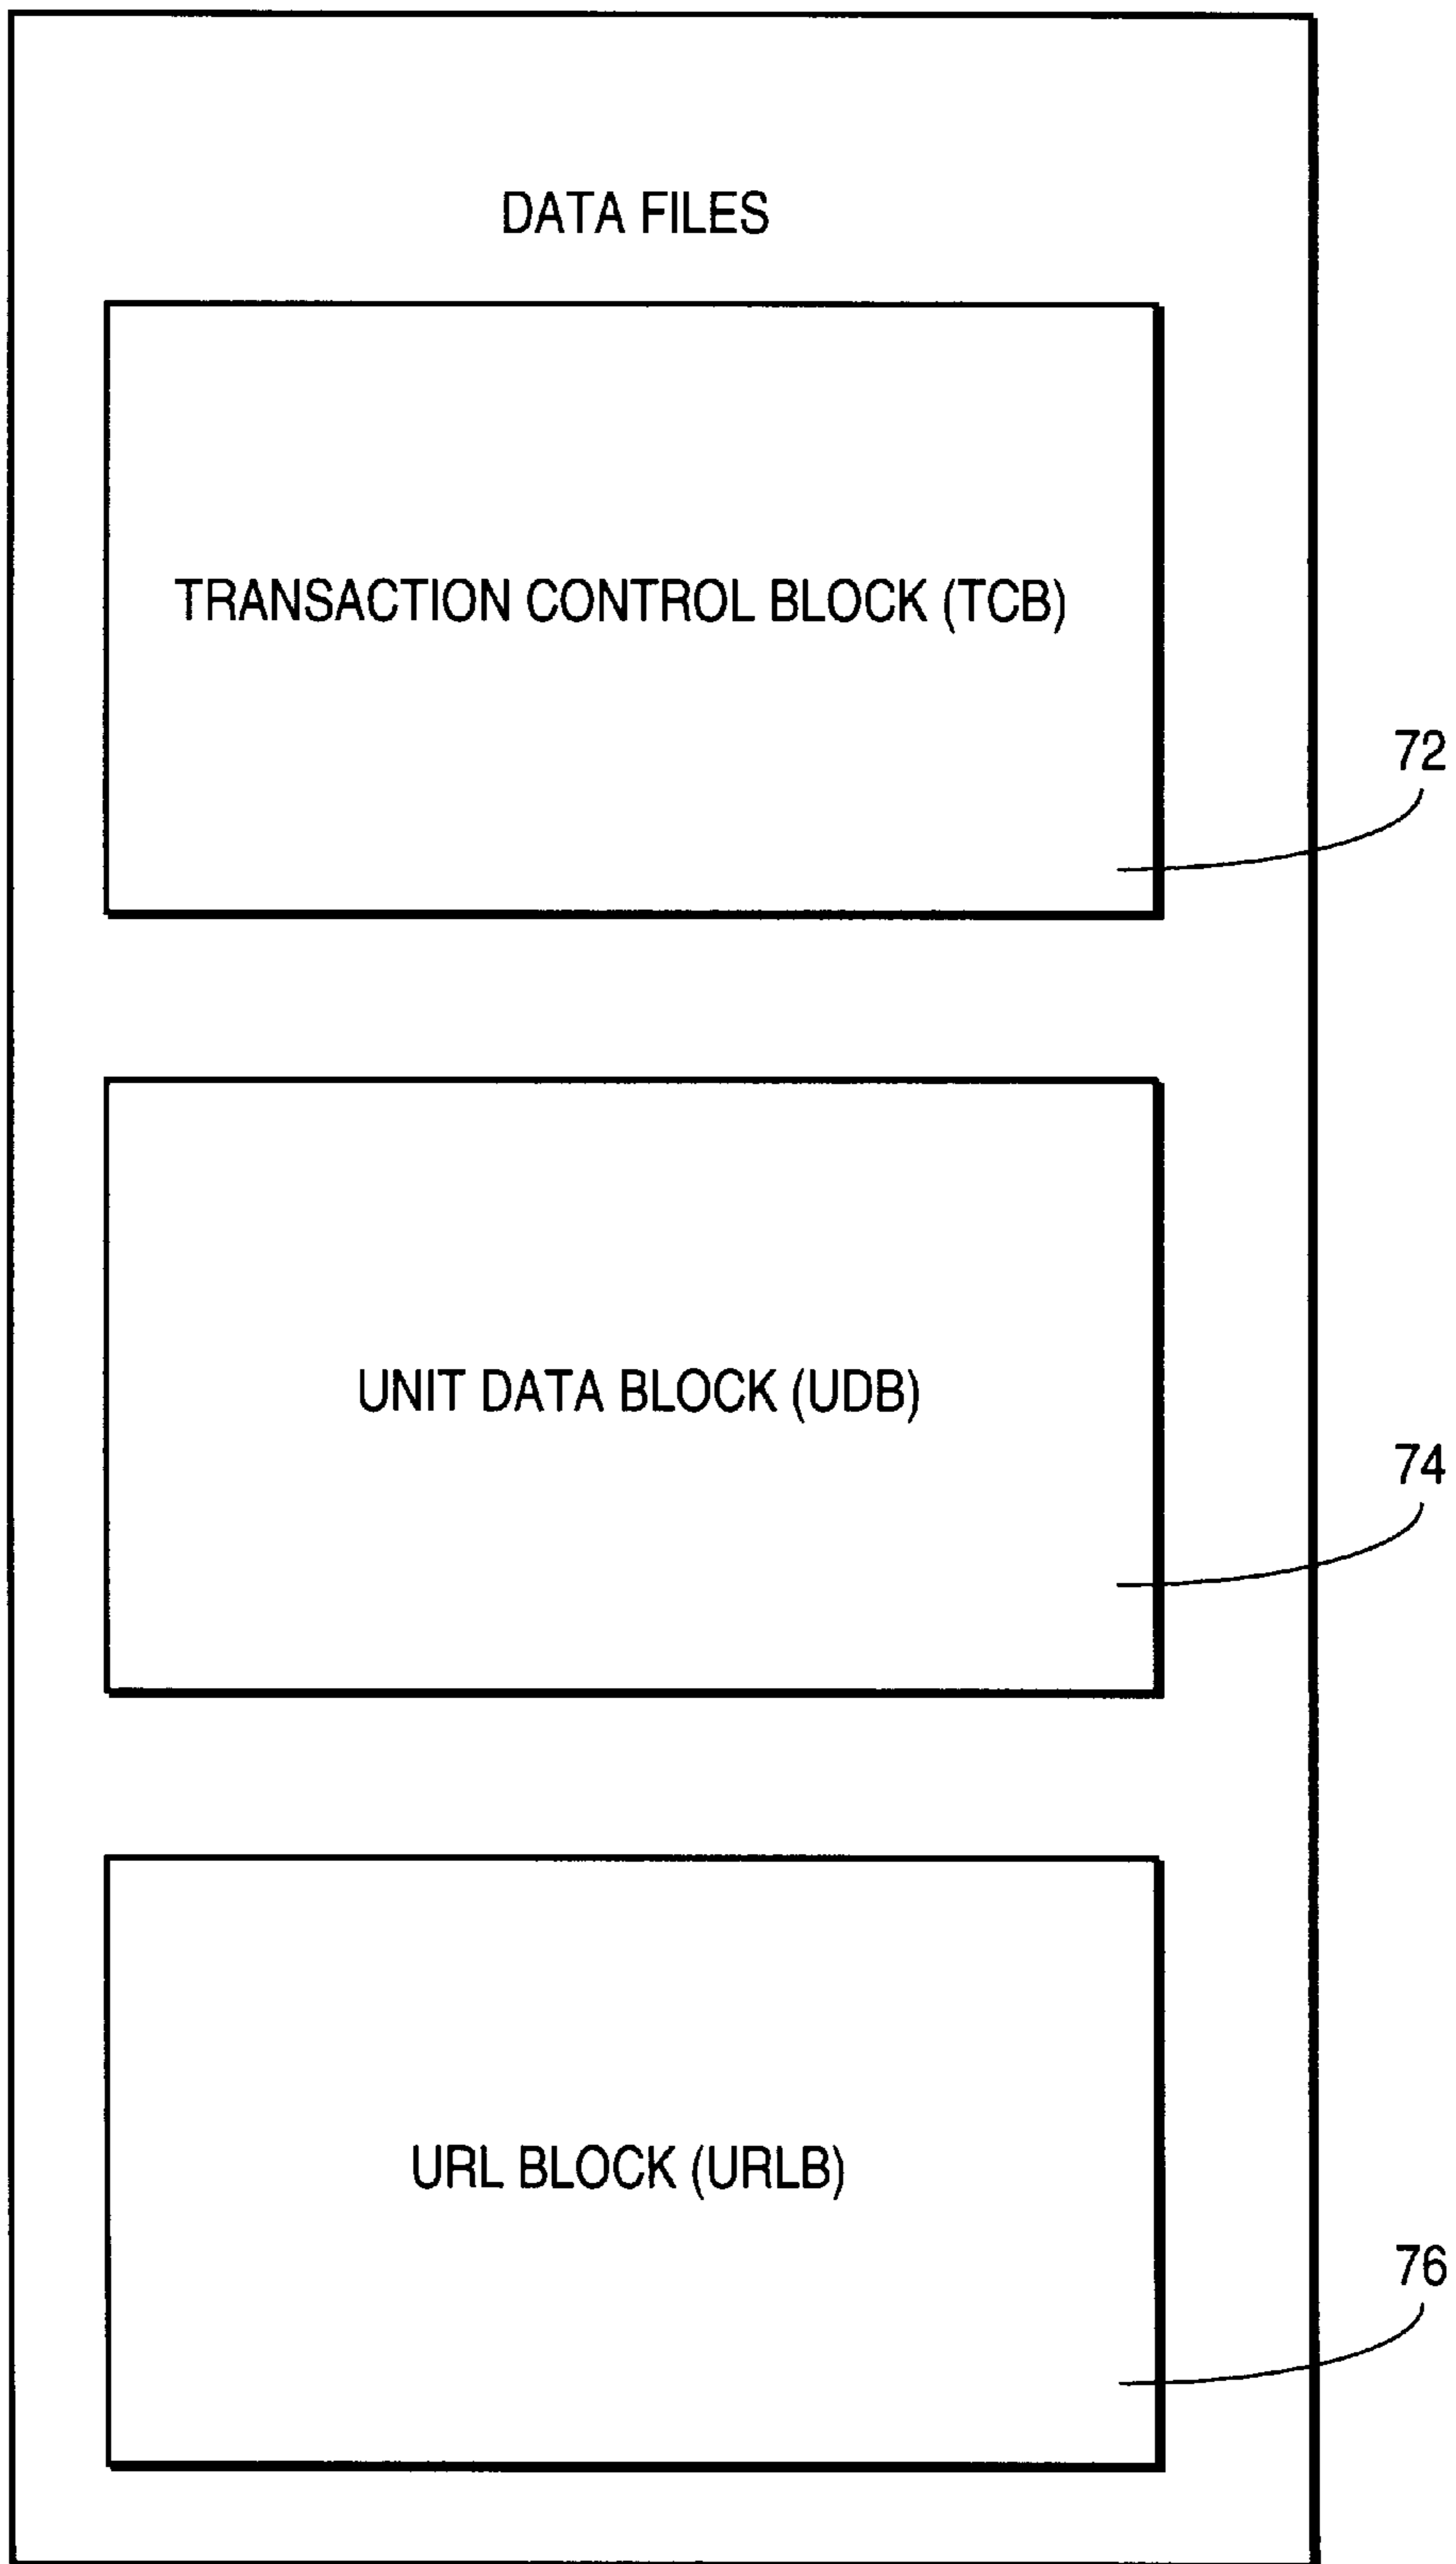 DATA FILES
TRANSACTION CONTROL BLOCK (TCB)
72
UNIT DATA BLOCK (UDB)
74
URL BLOCK (URLB)
76